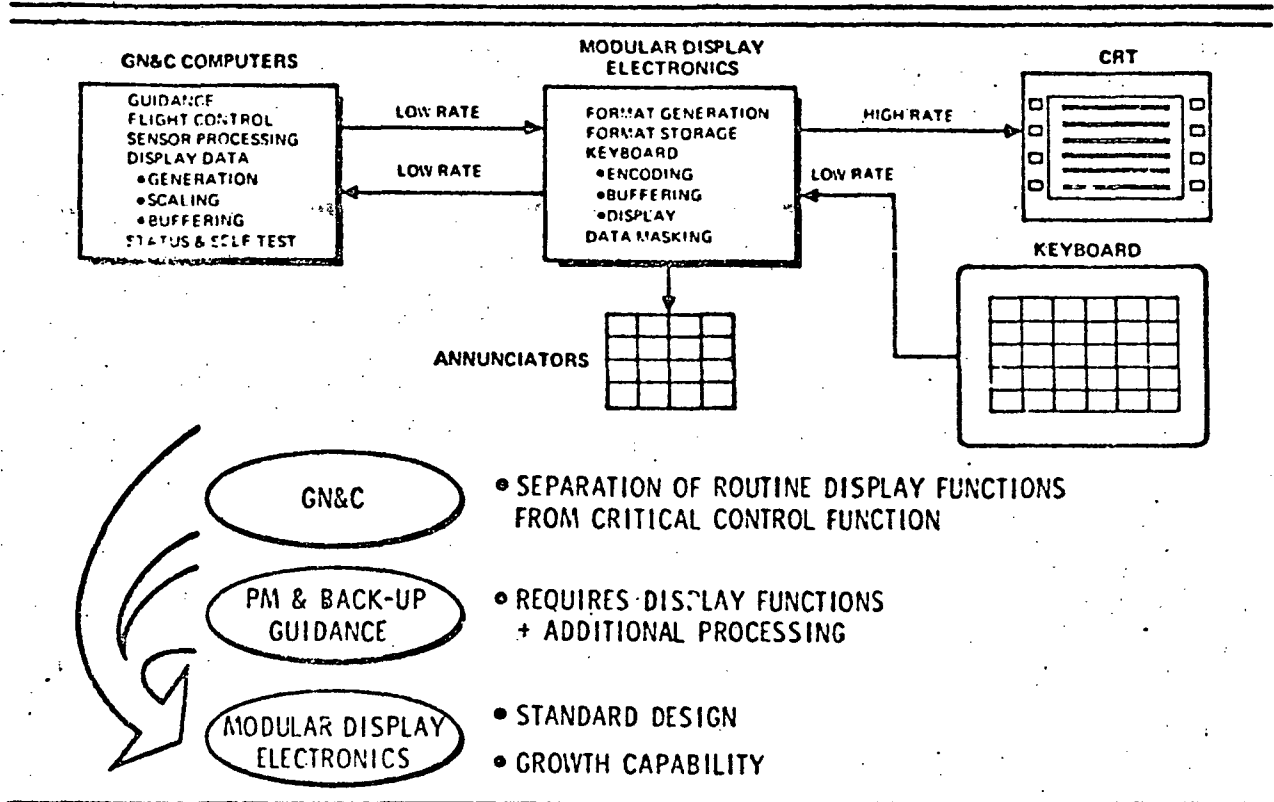 GN&C COMPUTERS
GUIDANCE
FLIGHT CONTROL
SENSOR PROCESSING
DISPLAY DATA
•GENERATION
•SCALING
•BUFFERING
STATUS & SELF TEST
LOW RATE
LOW RATE
MODULAR DISPLAY
ELECTRONICS
FORMAT GENERATION
FORMAT STORAGE
KEYBOARD
•ENCODING
•BUFFERING
•DISPLAY
DATA MASKING
HIGH RATE
LOW RATE
CRT
KEYBOARD
ANNUNCIATORS
GN&C
• SEPARATION OF ROUTINE DISPLAY FUNCTIONS
FROM CRITICAL CONTROL FUNCTION
PM & BACK-UP
GUIDANCE
• REQUIRES DISPLAY FUNCTIONS
+ ADDITIONAL PROCESSING
MODULAR DISPLAY
ELECTRONICS
• STANDARD DESIGN
• GROWTH CAPABILITY